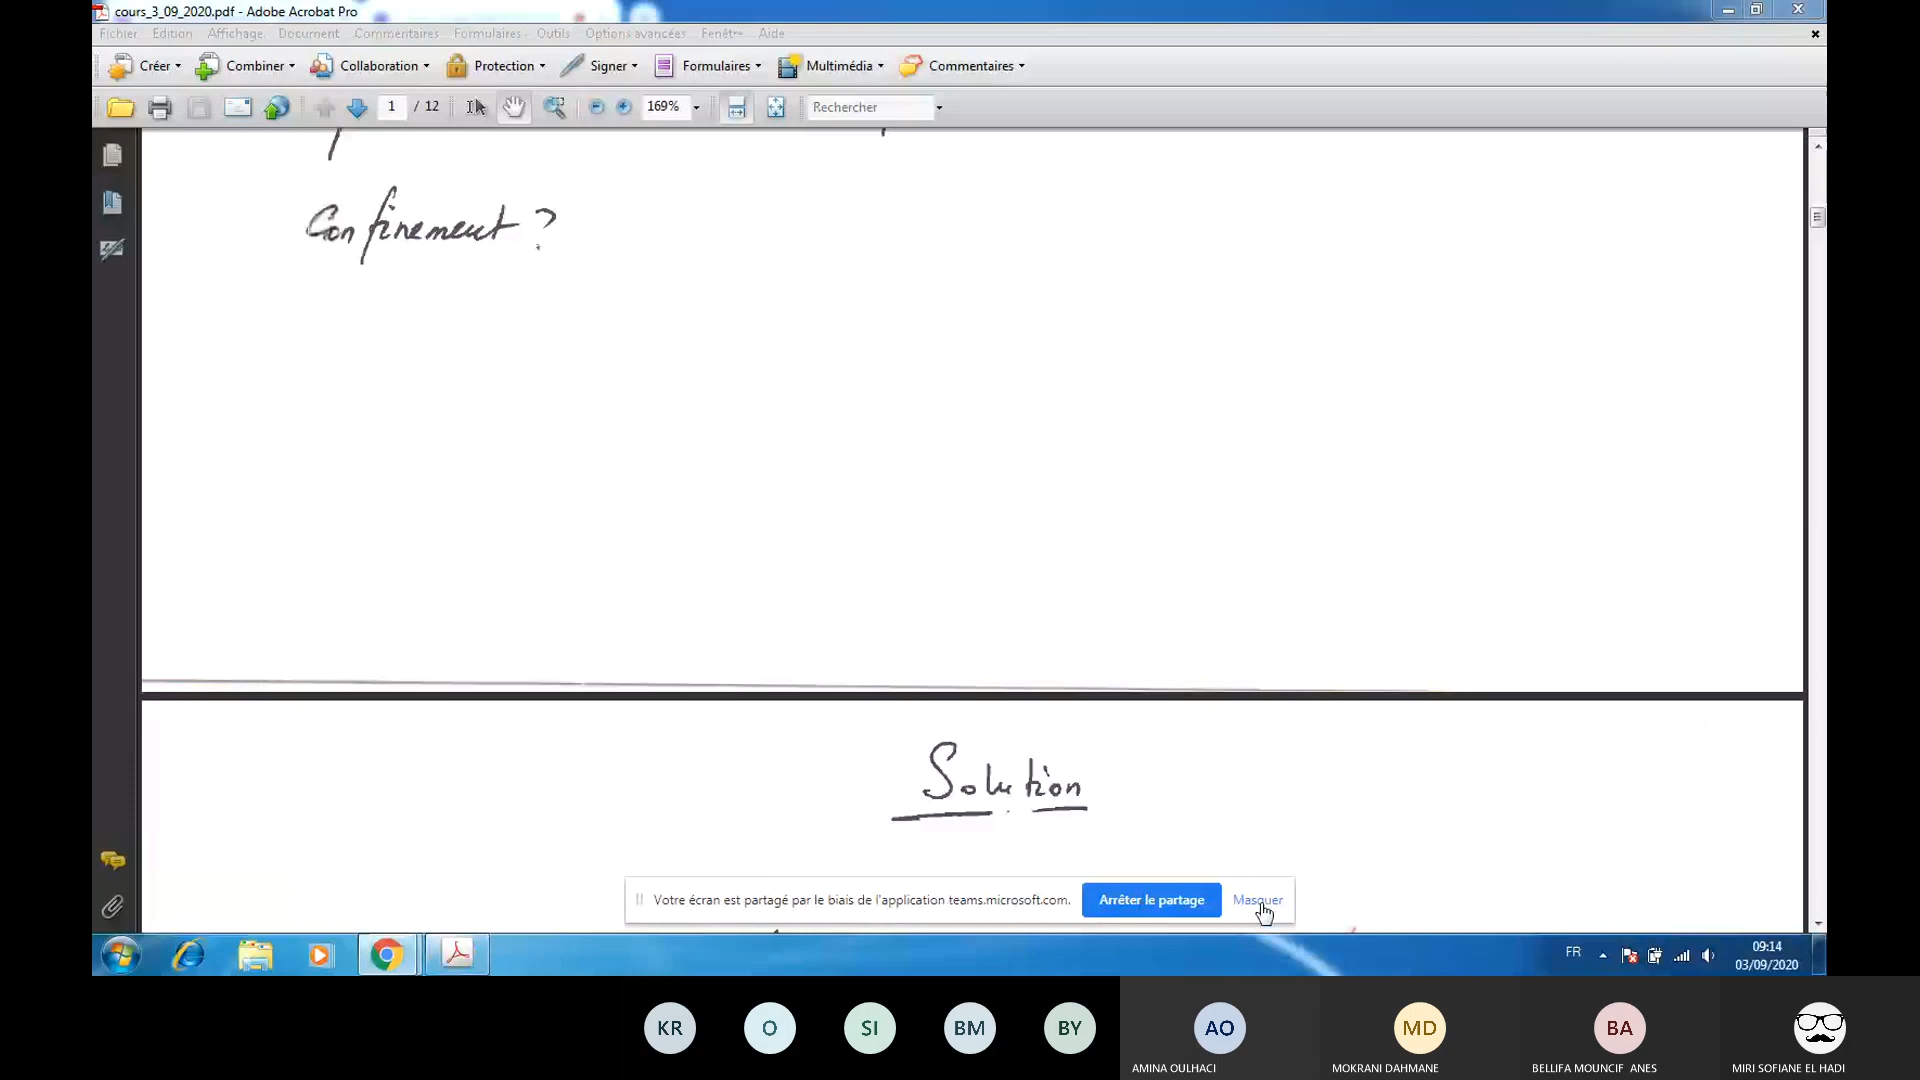 cours_3_09_2020.pdf - Adobe Acrobat Pro
Fichier Edition Affichage Document Commentaires Formulaires Outils Options avancées Fenêtre Aide
Créer Combiner Collaboration Protection Signer Formulaires Multimédia Commentaires
1 / 12 169% Rechercher
Confinement ?
Solution
Votre écran est partagé par le biais de l'application teams.microsoft.com. Arrêter le partage Masquer
FR 09:14
03/09/2020
KR O SI BM BY AO MD BA
AMINA OULHACI MOKRANI DAHMANE BELLIFA MOUNCIF ANES MIRI SOFIANE EL HADI